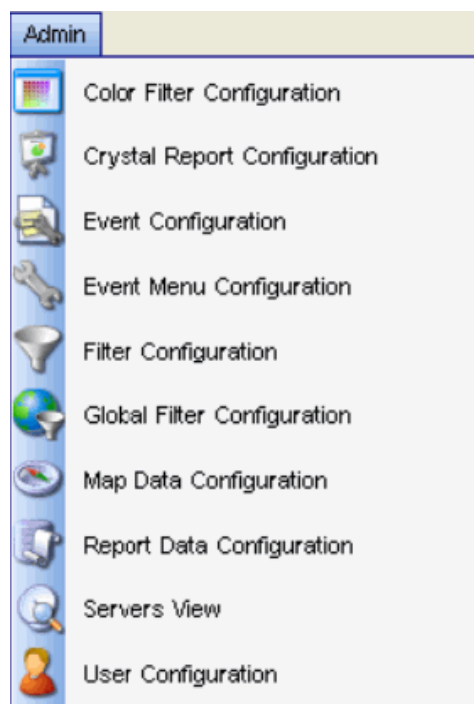 Admin
Color Filter Configuration
Crystal Report Configuration
Event Configuration
Event Menu Configuration
Filter Configuration
Global Filter Configuration
Map Data Configuration
Report Data Configuration
Servers View
User Configuration